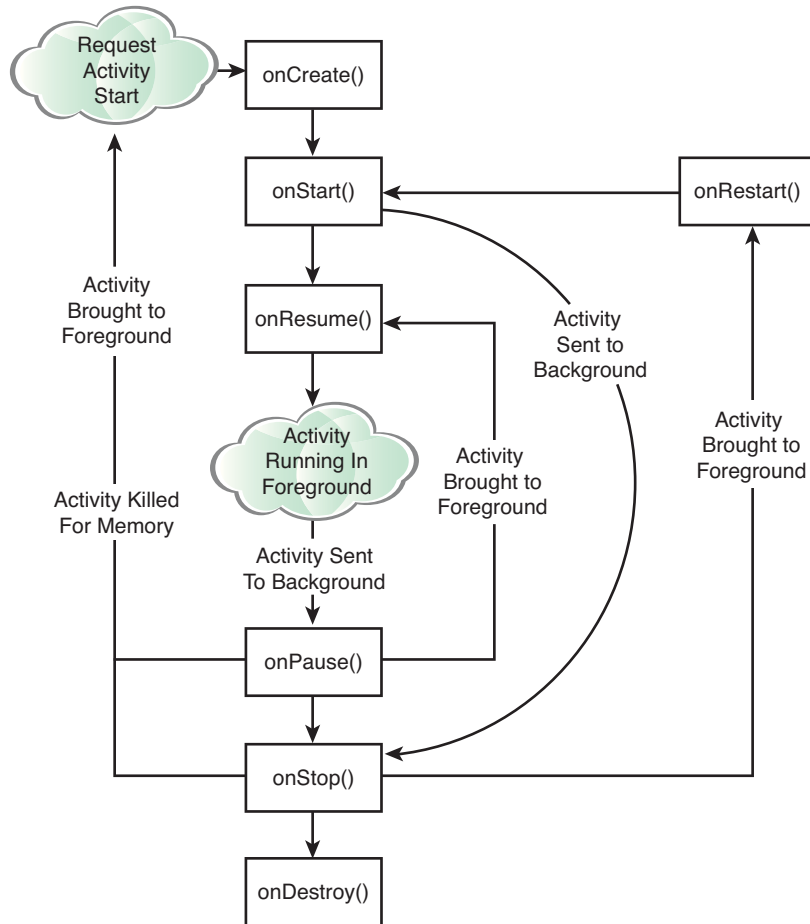 Request
Activity
Start
onCreate()
onStart()
onRestart()
Activity
Brought to
Foreground
onResume()
Activity
Sent to
Background
Activity
Running In
Foreground
Activity
Brought to
Foreground
Activity
Brought to
Foreground
Activity Killed
For Memory
Activity Sent
To Background
onPause()
onStop()
onDestroy()